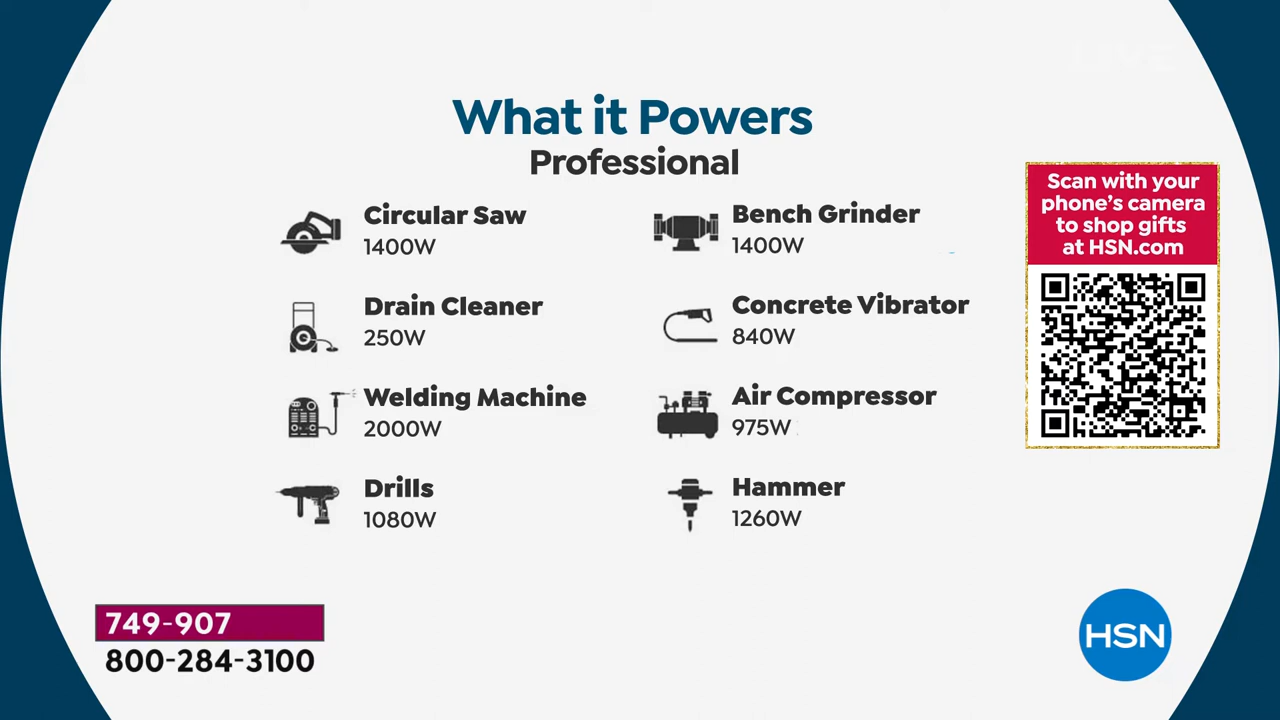 What it Powers
Professional
Circular Saw
1400W
Bench Grinder
1400W
Drain Cleaner
250W
Concrete Vibrator
840W
Welding Machine
2000W
Air Compressor
975W
Drills
1080W
Hammer
1260W
Scan with your
phone's camera
to shop gifts
at HSN.com
749-907
800-284-3100
HSN